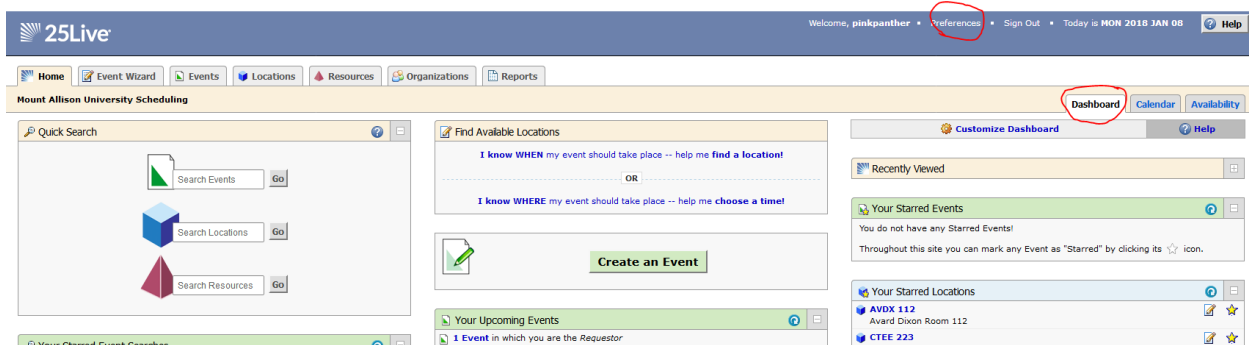 25Live
Welcome, pinkpanther • Preferences • Sign Out • Today is MON 2018 JAN 08
Help
Home
Event Wizard
Events
Locations
Resources
Organizations
Reports
Mount Allison University Scheduling
Dashboard
Calendar
Availability
Quick Search
Search Events
Go
Search Locations
Go
Search Resources
Go
Your Starred Event Searches
Find Available Locations
I know WHEN my event should take place -- help me find a location!
OR
I know WHERE my event should take place -- help me choose a time!
Create an Event
Your Upcoming Events
1 Event in which you are the Requestor
Customize Dashboard
Help
Recently Viewed
Your Starred Events
You do not have any Starred Events!
Throughout this site you can mark any Event as "Starred" by clicking its icon.
Your Starred Locations
AVDX 112
Avard Dixon Room 112
CTEE 223